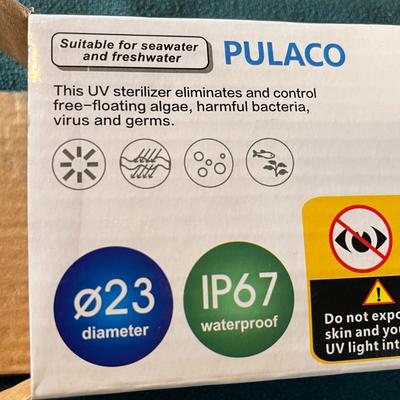 Suitable for seawater
and freshwater
PULACO
This UV sterilizer eliminates and control
free-floating algae, harmful bacteria,
virus and germs.
ø23
diameter
IP67
waterproof
Do not expo
skin and you
UV light int